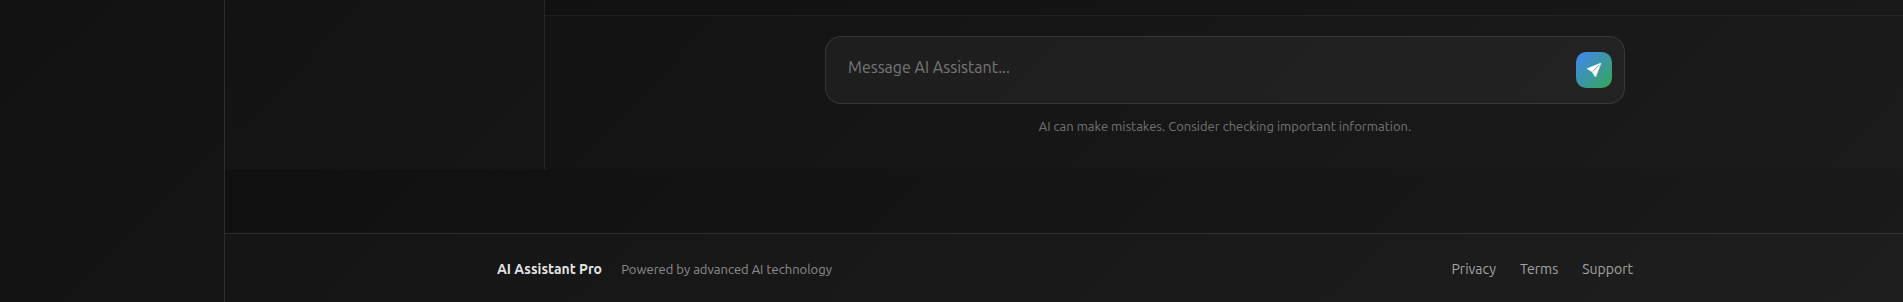 Message AI Assistant...
AI can make mistakes. Consider checking important information.
AI Assistant Pro Powered by advanced AI technology Privacy Terms Support